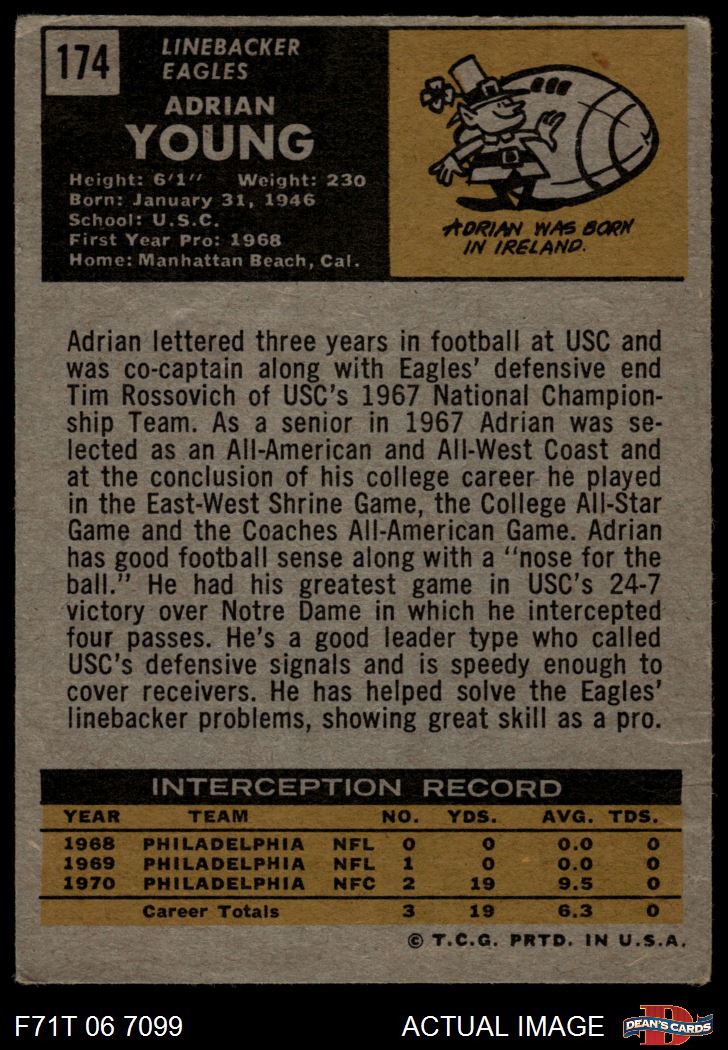 174
LINEBACKER
EAGLES
ADRIAN
YOUNG
Height: 6'1" Weight: 230
Born: January 31, 1946
School: U.S.C.
First Year Pro: 1968
Home: Manhattan Beach, Cal.
ADRIAN WAS BORN
IN IRELAND.
Adrian lettered three years in football at USC and
was co-captain along with Eagles' defensive end
Tim Rossovich of USC's 1967 National Champion-
ship Team. As a senior in 1967 Adrian was se-
lected as an All-American and All-West Coast and
at the conclusion of his college career he played
in the East-West Shrine Game, the College All-Star
Game and the Coaches All-American Game. Adrian
has good football sense along with a "nose for the
ball." He had his greatest game in USC's 24-7
victory over Notre Dame in which he intercepted
four passes. He's a good leader type who called
USC's defensive signals and is speedy enough to
cover receivers. He has helped solve the Eagles'
linebacker problems, showing great skill as a pro.
INTERCEPTION RECORD
YEAR TEAM NO. YDS. AVG. TDS.
1968 PHILADELPHIA NFL 0 0 0.0 0
1969 PHILADELPHIA NFL 1 0 0.0 0
1970 PHILADELPHIA NFC 2 19 9.5 0
Career Totals 3 19 6.3 0
© T.C.G. PRTD. IN U.S.A.
F71T 06 7099 ACTUAL IMAGE D DEAN'S CARDS